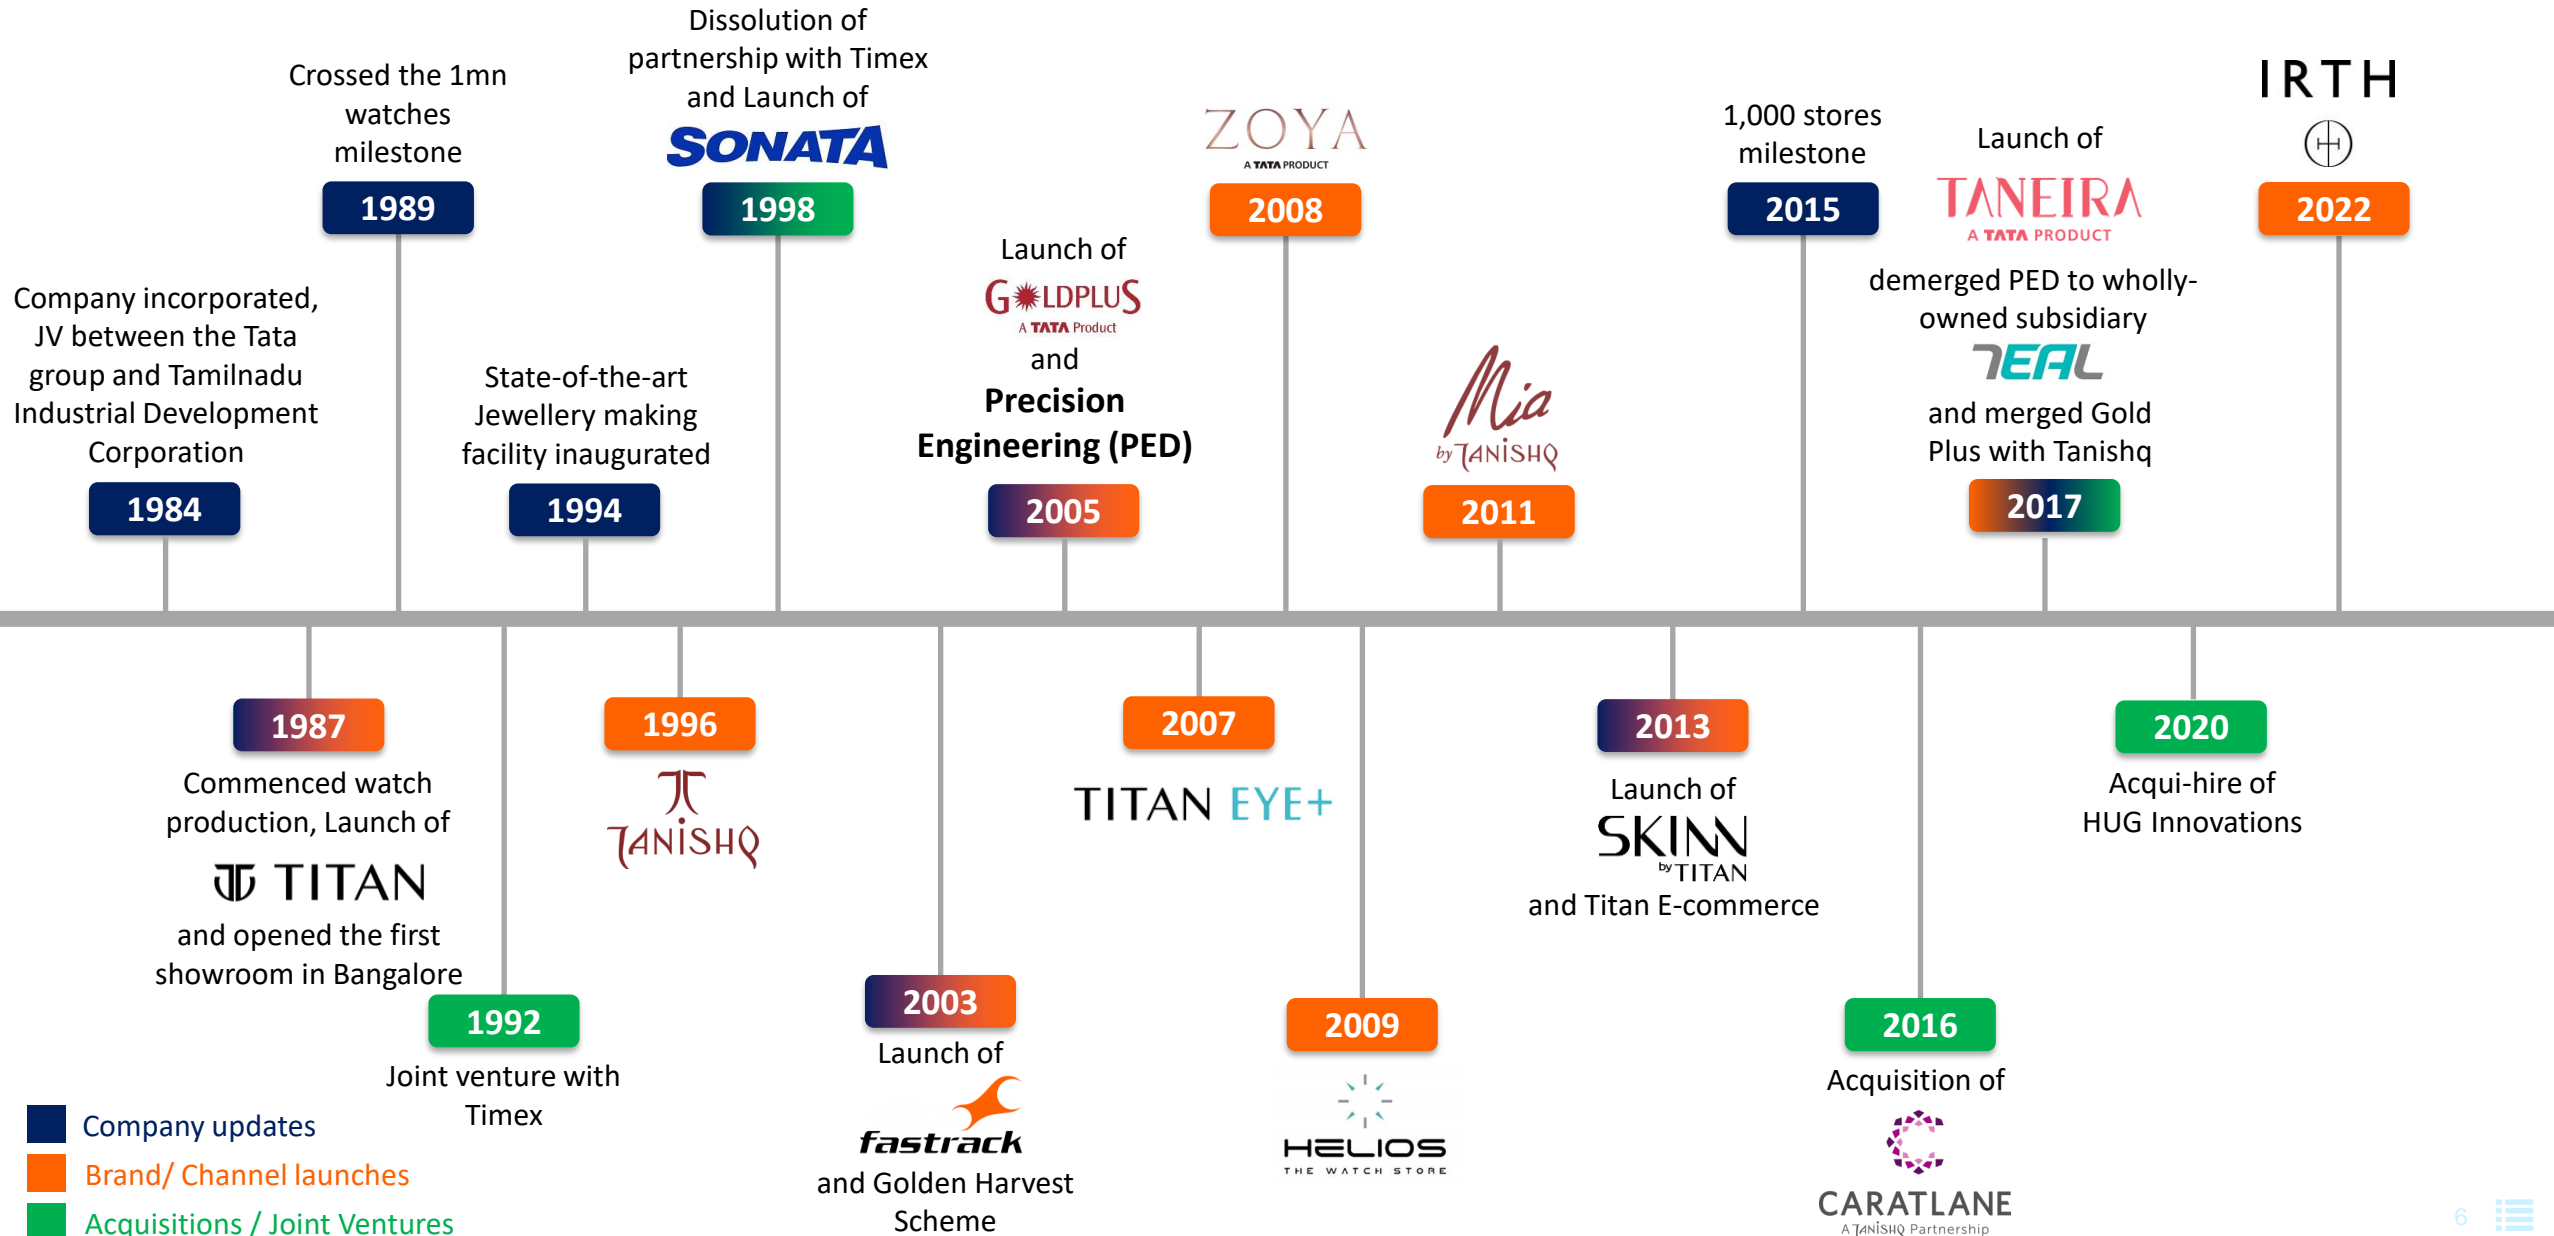 Company incorporated,
JV between the Tata
group and Tamilnadu
Industrial Development
Corporation
1984
Commenced watch
production, Launch of
TITAN
and opened the first
showroom in Bangalore
1987
Crossed the 1mn
watches
milestone
1989
1992
Joint venture with
Timex
State-of-the-art
Jewellery making
facility inaugurated
1994
1996
TANISHQ
Dissolution of
partnership with Timex
and Launch of
SONATA
1998
2003
Launch of
fastrack
and Golden Harvest
Scheme
Launch of
GOLDPLUS
A TATA Product
and
Precision
Engineering (PED)
2005
2007
TITAN EYE+
ZOYA
A TATA PRODUCT
2008
2009
HELIOS
THE WATCH STORE
Mia
by TANISHQ
2011
2013
Launch of
SKINN
by TITAN
and Titan E-commerce
1,000 stores
milestone
2015
2016
Acquisition of
CARATLANE
A TANISHQ Partnership
Launch of
TANEIRA
A TATA PRODUCT
demerged PED to wholly-
owned subsidiary
TEAL
and merged Gold
Plus with Tanishq
2017
2020
Acqui-hire of
HUG Innovations
IRTH
2022
Company updates
Brand/ Channel launches
Acquisitions / Joint Ventures
6